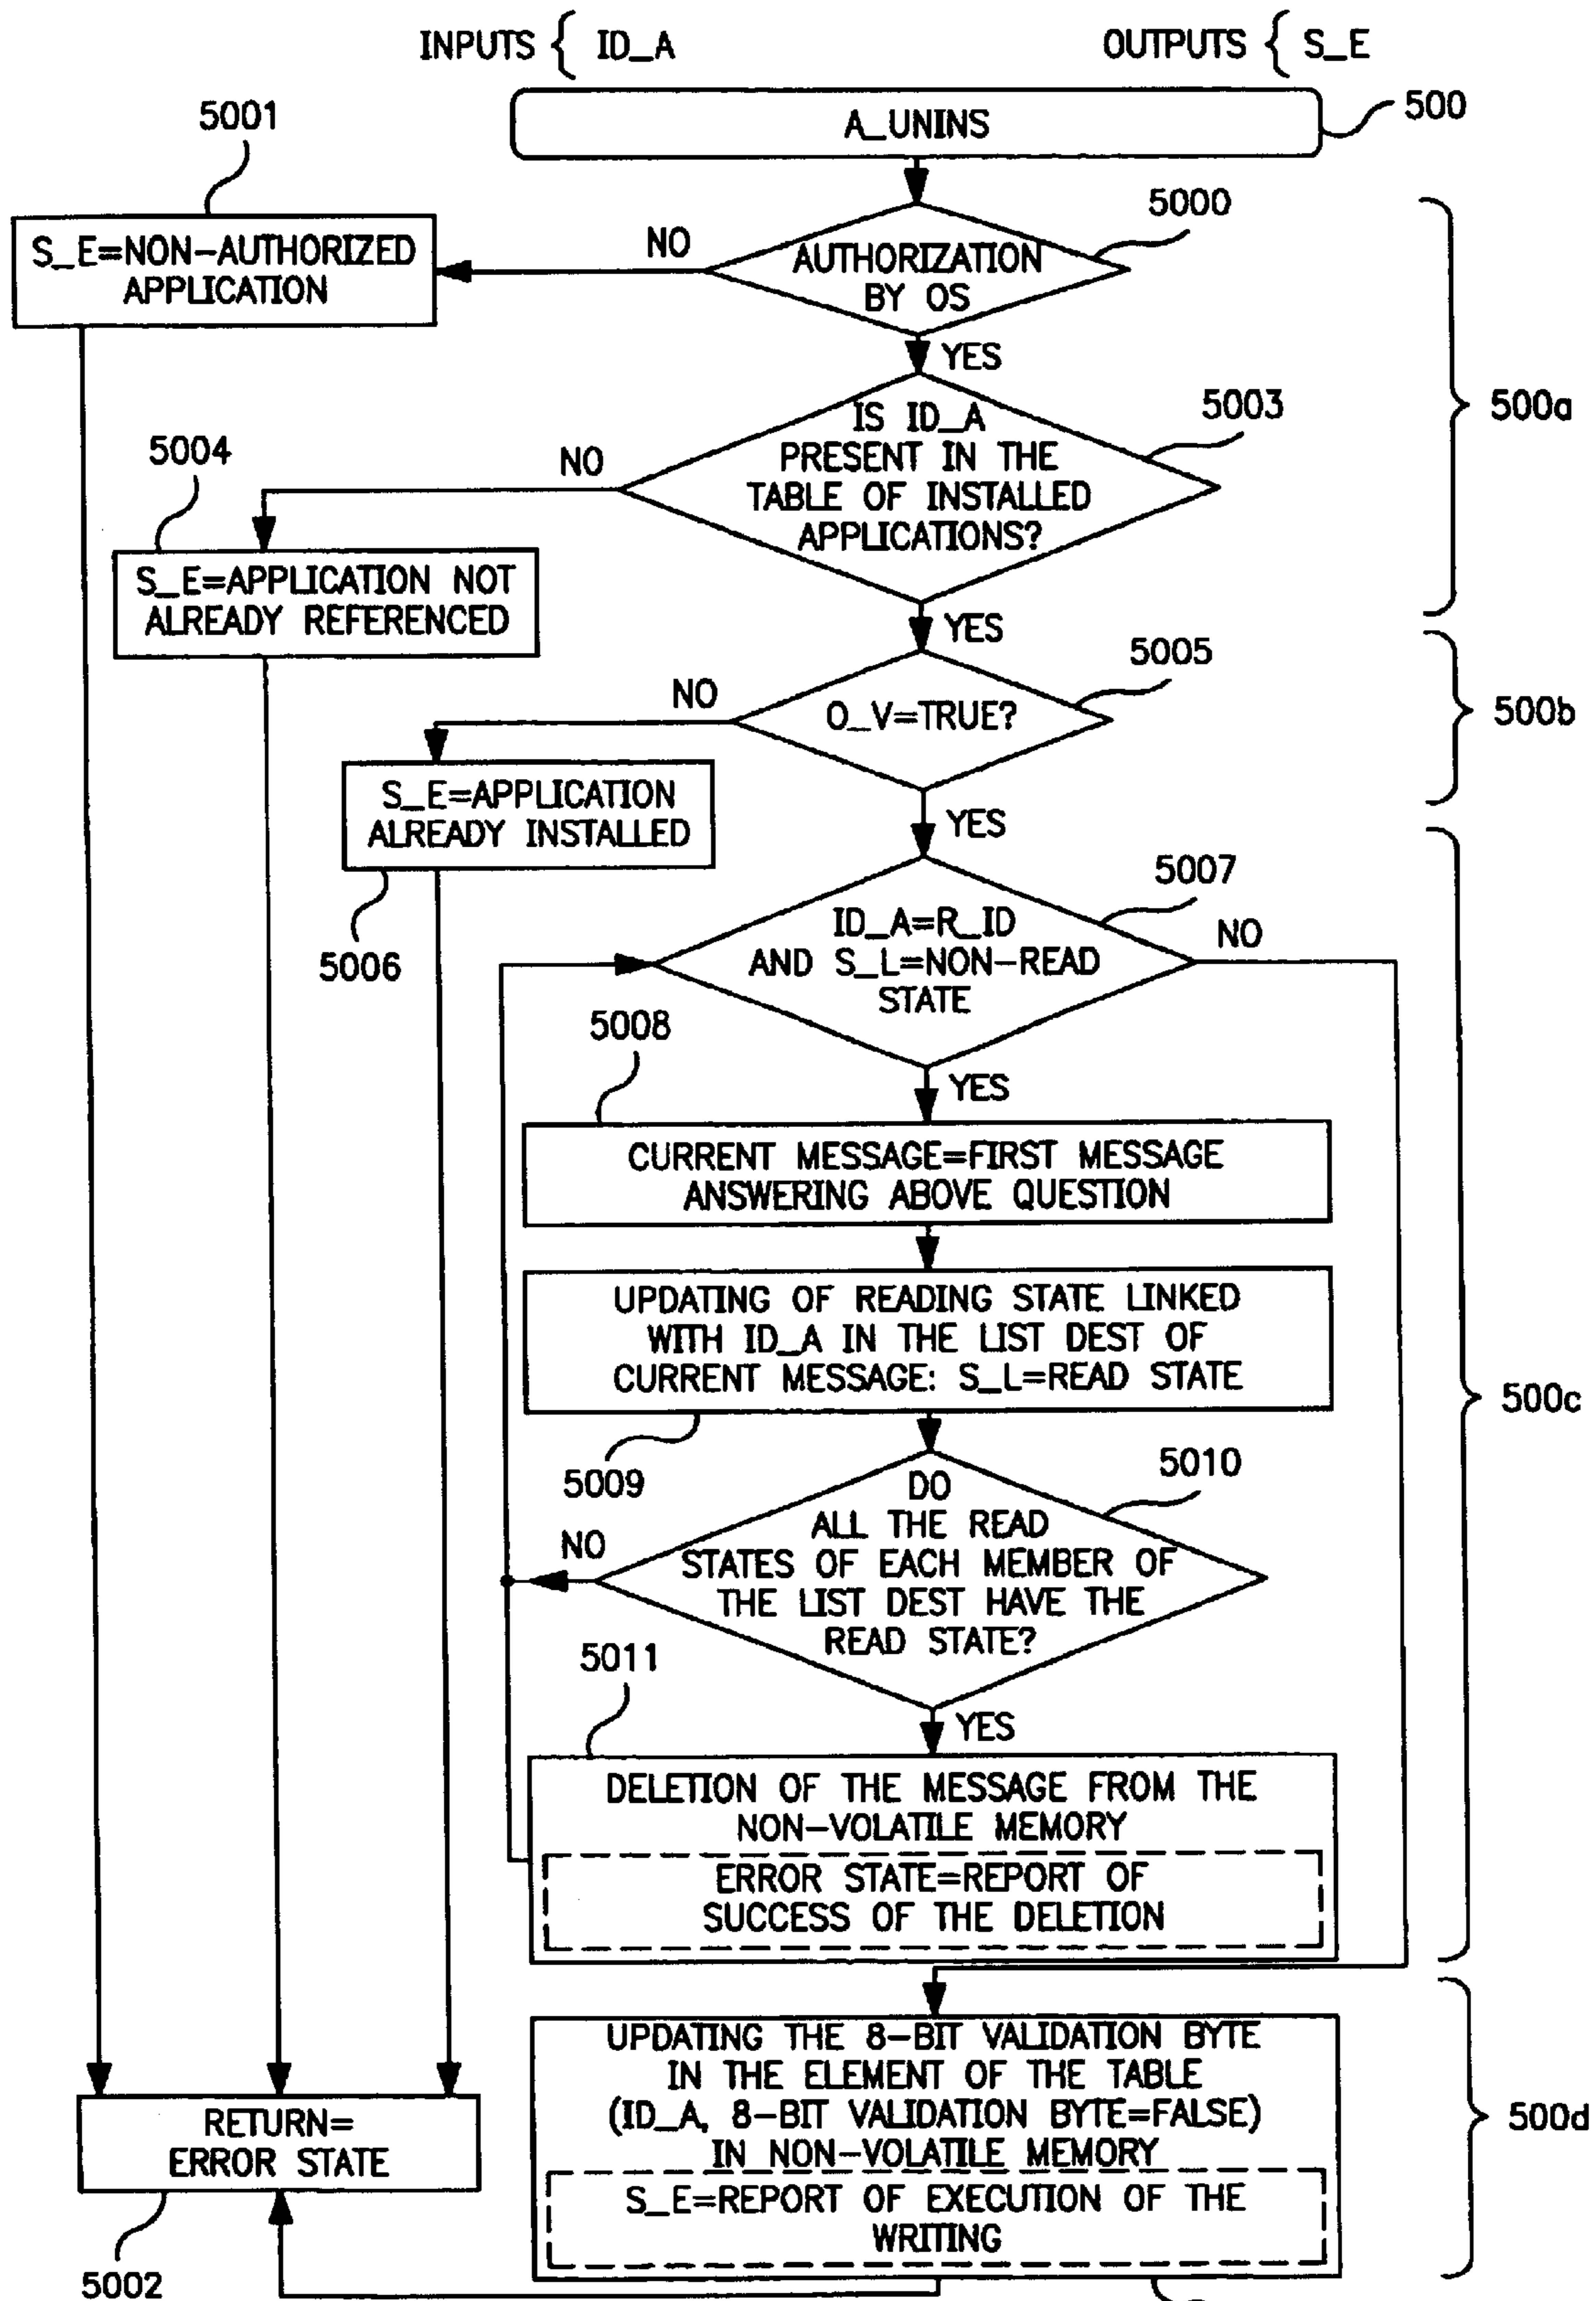 INPUTS { ID_A
OUTPUTS { S_E
A_UNINS
500
5001
5000
S_E=NON-AUTHORIZED
APPLICATION
NO
AUTHORIZATION
BY OS
YES
500a
5003
IS ID_A
PRESENT IN THE
TABLE OF INSTALLED
APPLICATIONS?
5004
NO
S_E=APPLICATION NOT
ALREADY REFERENCED
YES
5005
500b
NO
O_V=TRUE?
S_E=APPLICATION
ALREADY INSTALLED
YES
5006
5007
ID_A=R_ID
AND S_L=NON-READ
STATE
NO
5008
YES
CURRENT MESSAGE=FIRST MESSAGE
ANSWERING ABOVE QUESTION
UPDATING OF READING STATE LINKED
WITH ID_A IN THE LIST DEST OF
CURRENT MESSAGE: S_L=READ STATE
500c
5009
5010
DO
ALL THE READ
STATES OF EACH MEMBER OF
THE LIST DEST HAVE THE
READ STATE?
NO
5011
YES
DELETION OF THE MESSAGE FROM THE
NON-VOLATILE MEMORY
ERROR STATE=REPORT OF
SUCCESS OF THE DELETION
UPDATING THE 8-BIT VALIDATION BYTE
IN THE ELEMENT OF THE TABLE
(ID_A, 8-BIT VALIDATION BYTE=FALSE)
IN NON-VOLATILE MEMORY
500d
RETURN=
ERROR STATE
S_E=REPORT OF EXECUTION OF THE
WRITING
5002